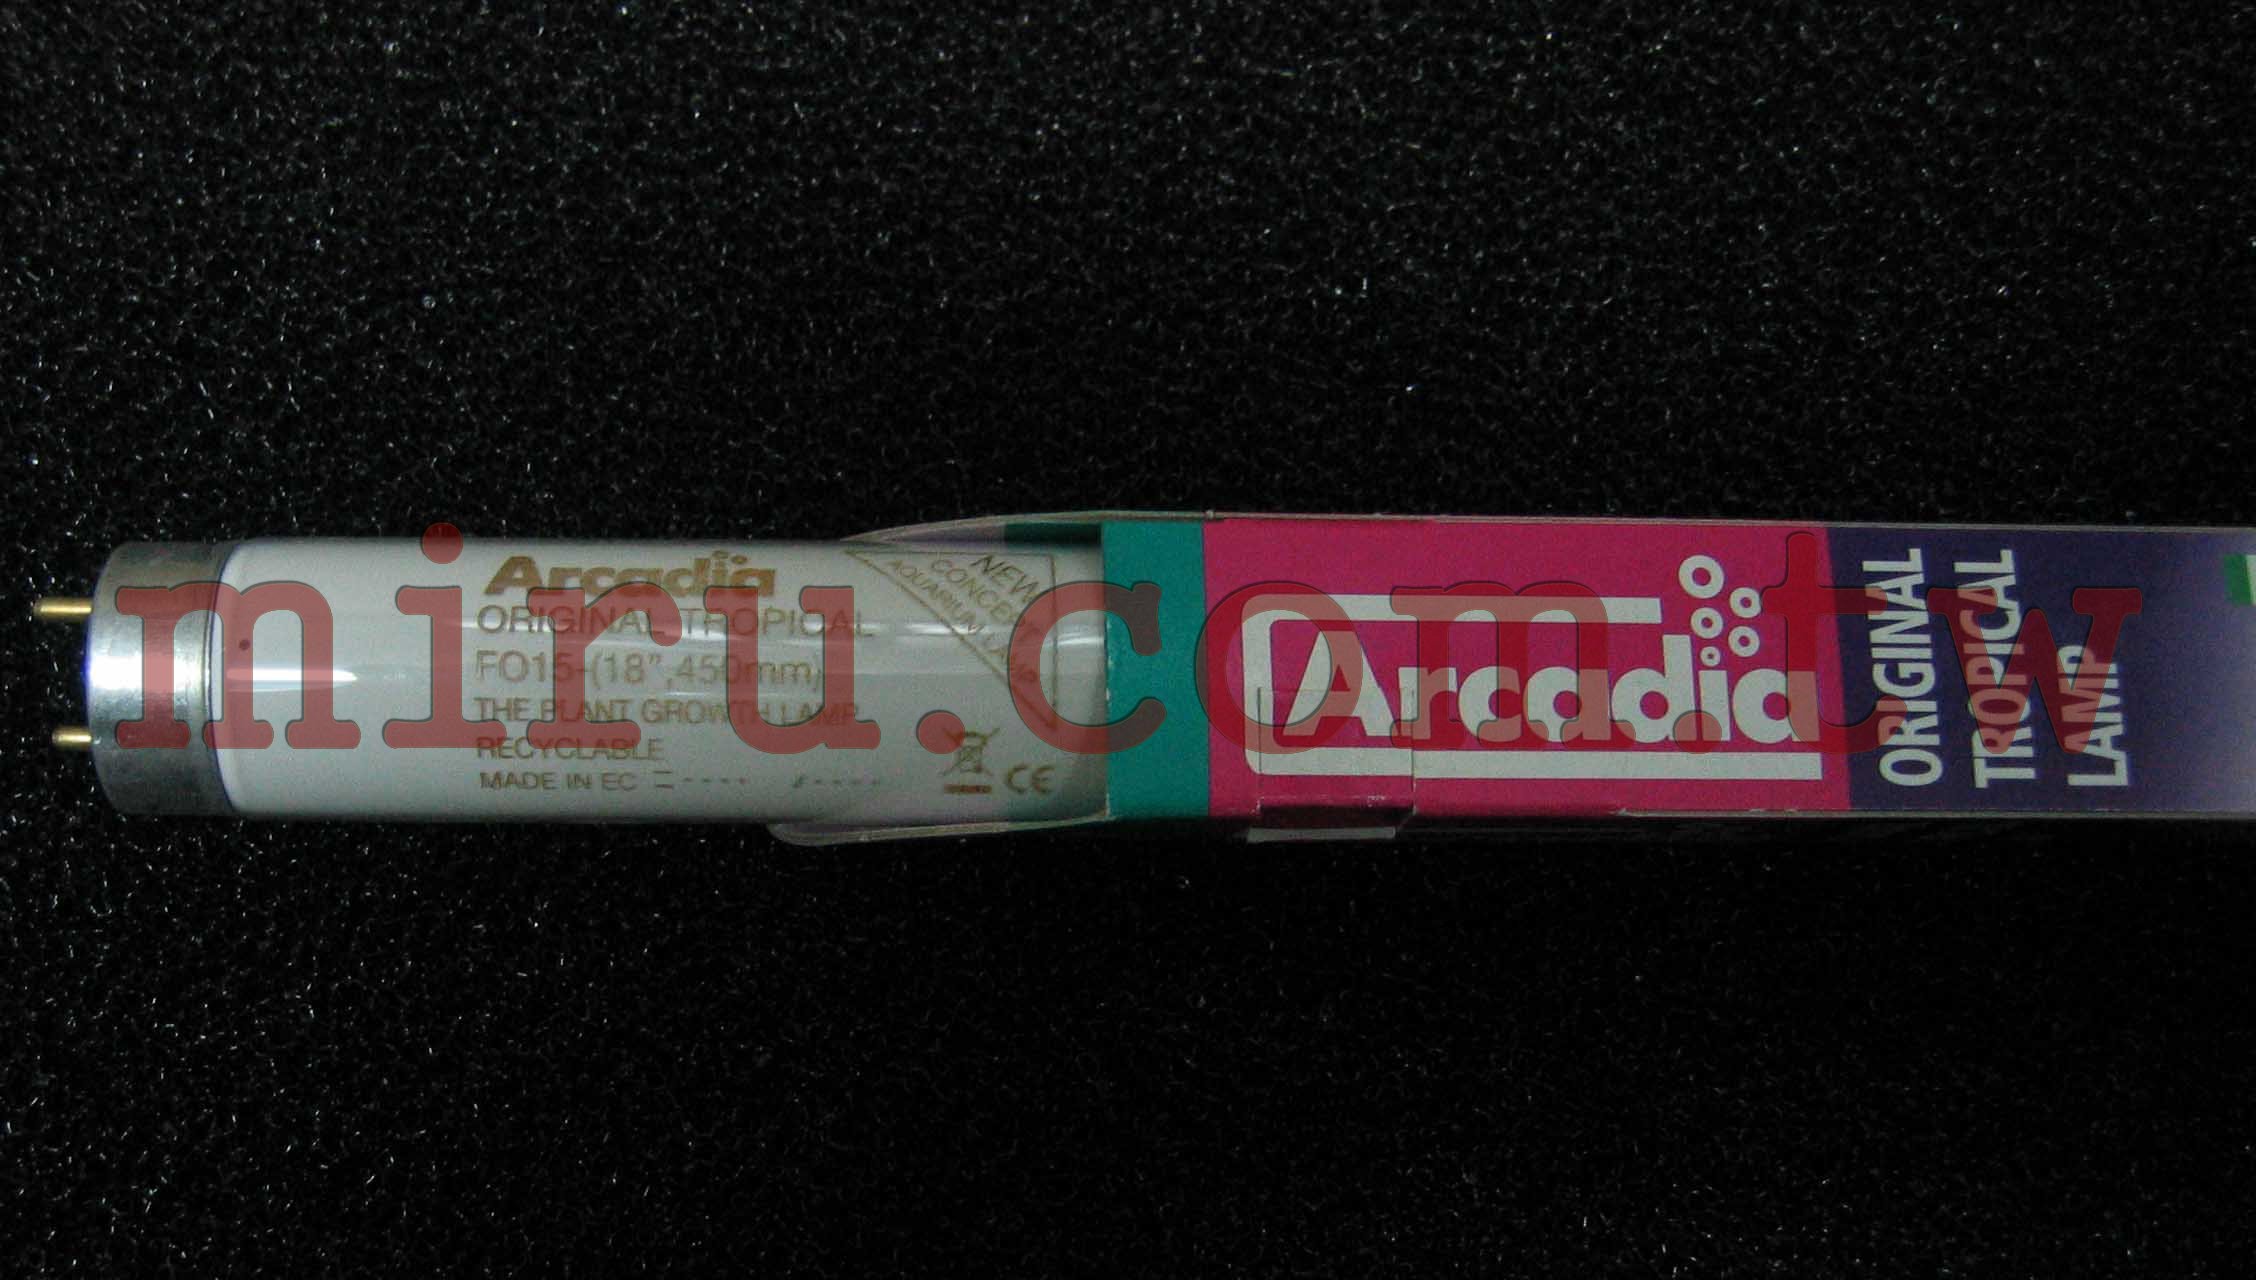 Arcadia
ORIGINAL TROPICAL
FO15-(18",450mm)
THE PLANT GROWTH LAMP
RECYCLABLE
MADE IN EC
NEW
CONCEPT
AQUARIUM LAMP
CE
Arcadia
ORIGINAL
TROPICAL
LAMP
miru.com.tw